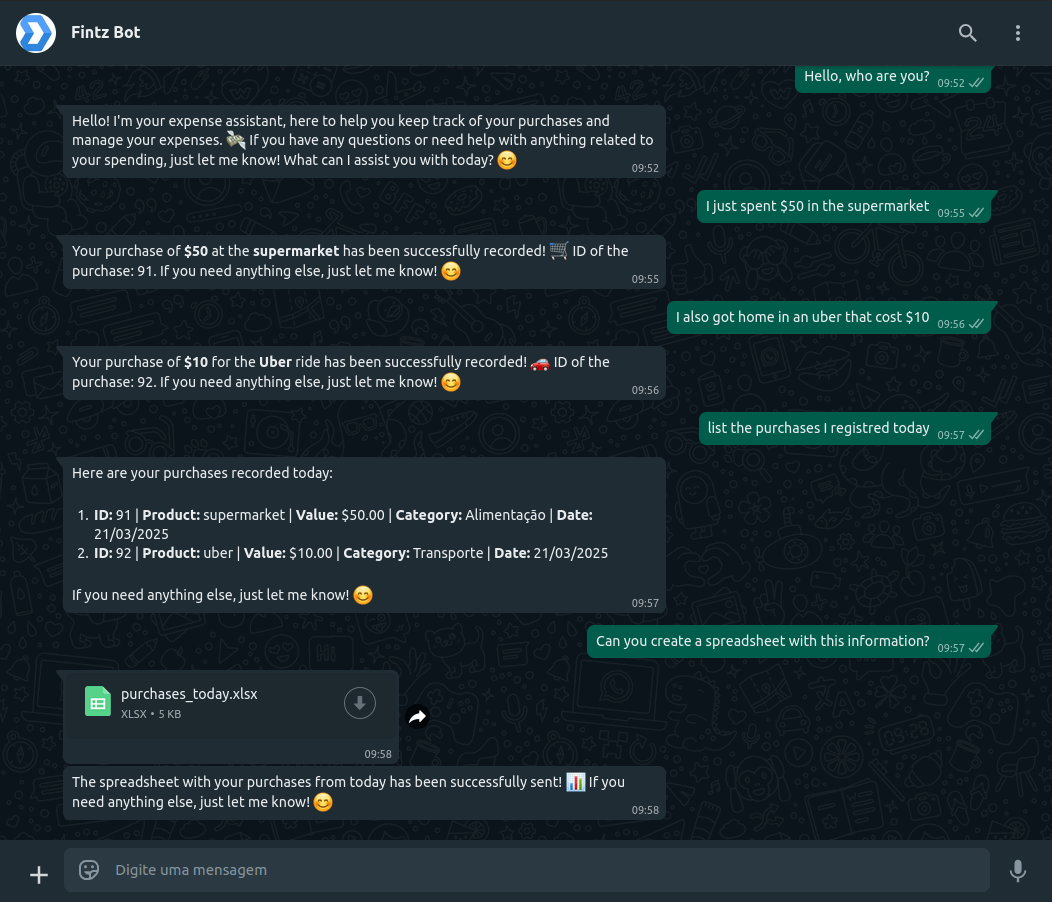 Fintz Bot
Hello, who are you?
09:52
Hello! I'm your expense assistant, here to help you keep track of your purchases and
manage your expenses. 💸 If you have any questions or need help with anything related to
your spending, just let me know! What can I assist you with today? 😊
09:52
I just spent $50 in the supermarket
09:55
Your purchase of $50 at the supermarket has been successfully recorded! 🛒 ID of the
purchase: 91. If you need anything else, just let me know! 😊
09:55
I also got home in an uber that cost $10
09:56
Your purchase of $10 for the Uber ride has been successfully recorded! 🚗 ID of the
purchase: 92. If you need anything else, just let me know! 😊
09:56
list the purchases I registred today
09:57
Here are your purchases recorded today:
1. ID: 91 | Product: supermarket | Value: $50.00 | Category: Alimentação | Date:
21/03/2025
2. ID: 92 | Product: uber | Value: $10.00 | Category: Transporte | Date: 21/03/2025
If you need anything else, just let me know! 😊
09:57
Can you create a spreadsheet with this information?
09:57
purchases_today.xlsx
XLSX • 5 KB
09:58
The spreadsheet with your purchases from today has been successfully sent! 📊 If you
need anything else, just let me know! 😊
09:58
Digite uma mensagem